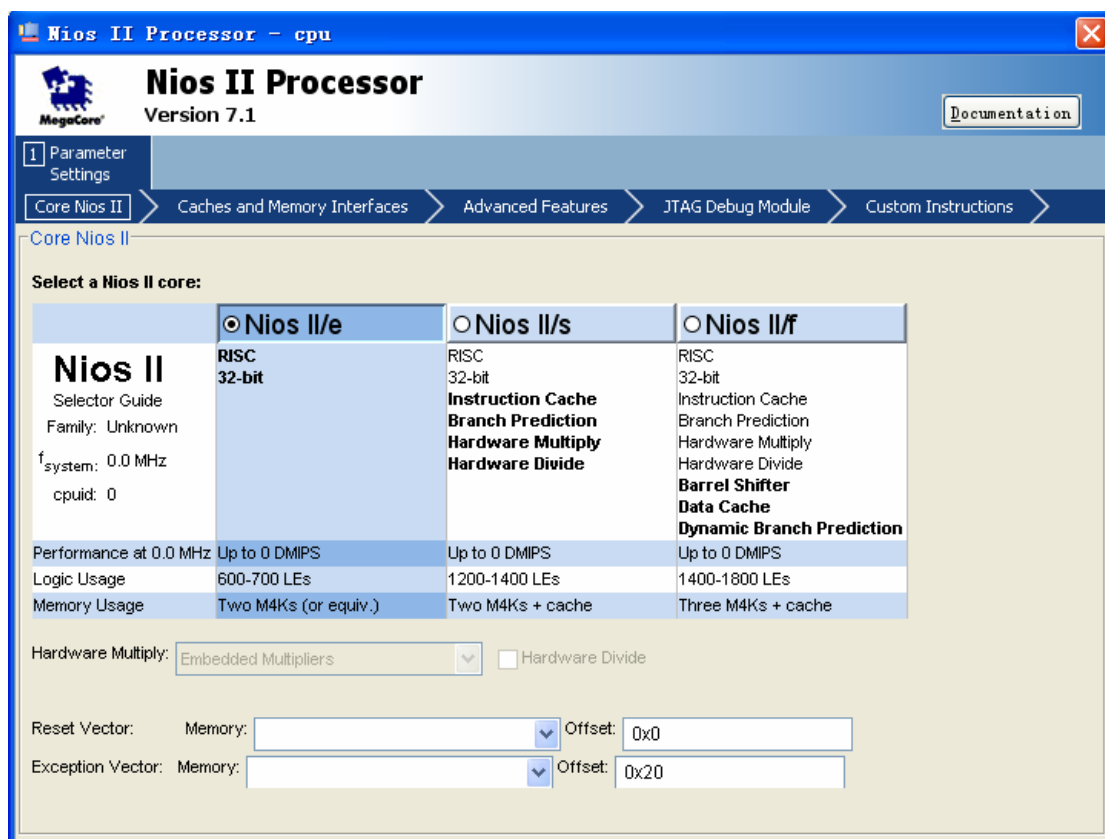 Nios II Processor - cpu
Nios II Processor
Version 7.1
MegaCore®
Documentation
1 Parameter
Settings
Core Nios II
Caches and Memory Interfaces
Advanced Features
JTAG Debug Module
Custom Instructions
Core Nios II
Select a Nios II core:
Nios II/e Nios II/s Nios II/f
Nios II
Selector Guide
Family: Unknown
fsystem: 0.0 MHz
cpuid: 0
RISC
32-bit
RISC
32-bit
Instruction Cache
Branch Prediction
Hardware Multiply
Hardware Divide
RISC
32-bit
Instruction Cache
Branch Prediction
Hardware Multiply
Hardware Divide
Barrel Shifter
Data Cache
Dynamic Branch Prediction
Performance at 0.0 MHz Up to 0 DMIPS Up to 0 DMIPS Up to 0 DMIPS
Logic Usage 600-700 LEs 1200-1400 LEs 1400-1800 LEs
Memory Usage Two M4Ks (or equiv.) Two M4Ks + cache Three M4Ks + cache
Hardware Multiply: Embedded Multipliers Hardware Divide
Reset Vector: Memory: Offset: 0x0
Exception Vector: Memory: Offset: 0x20